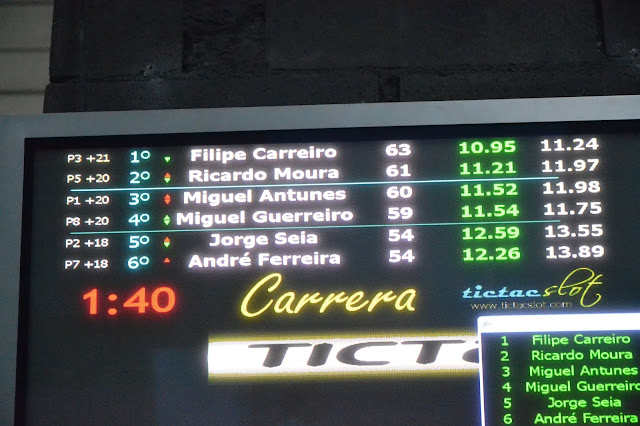 P3 +21 1º Filipe Carreiro 63 10.95 11.24
P5 +20 2º Ricardo Moura 61 11.21 11.97
P1 +20 3º Miguel Antunes 60 11.52 11.98
P8 +20 4º Miguel Guerreiro 59 11.54 11.75
P2 +18 5º Jorge Seia 54 12.59 13.55
P7 +18 6º André Ferreira 54 12.26 13.89
1:40 Carrera tictacslot
www.tictacslot.com
TICTA
1 Filipe Carreiro
2 Ricardo Moura
3 Miguel Antunes
4 Miguel Guerreiro
5 Jorge Seia
6 André Ferreira